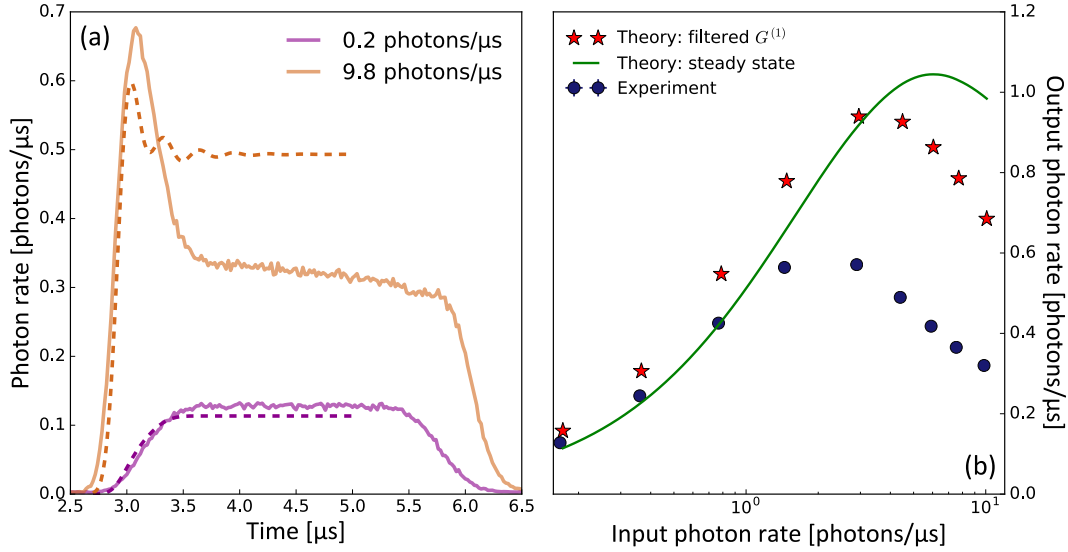 (a)
0.2 photons/μs
9.8 photons/μs
Photon rate [photons/μs]
0.7
0.6
0.5
0.4
0.3
0.2
0.1
0.0
2.5 3.0 3.5 4.0 4.5 5.0 5.5 6.0 6.5
Time [μs]
Theory: filtered G⁽¹⁾
Theory: steady state
Experiment
(b)
1.2
1.0
0.8
0.6
0.4
0.2
0.0
Output photon rate [photons/μs]
10⁰ 10¹
Input photon rate [photons/μs]